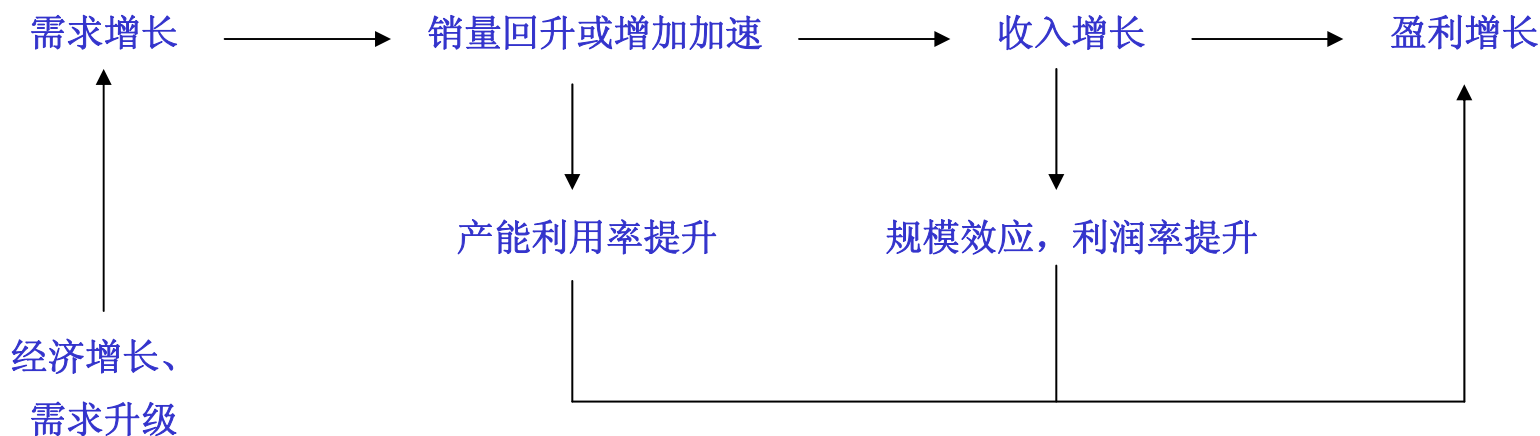 需求增长
销量回升或增加加速
收入增长
盈利增长
产能利用率提升
规模效应，利润率提升
经济增长、
需求升级